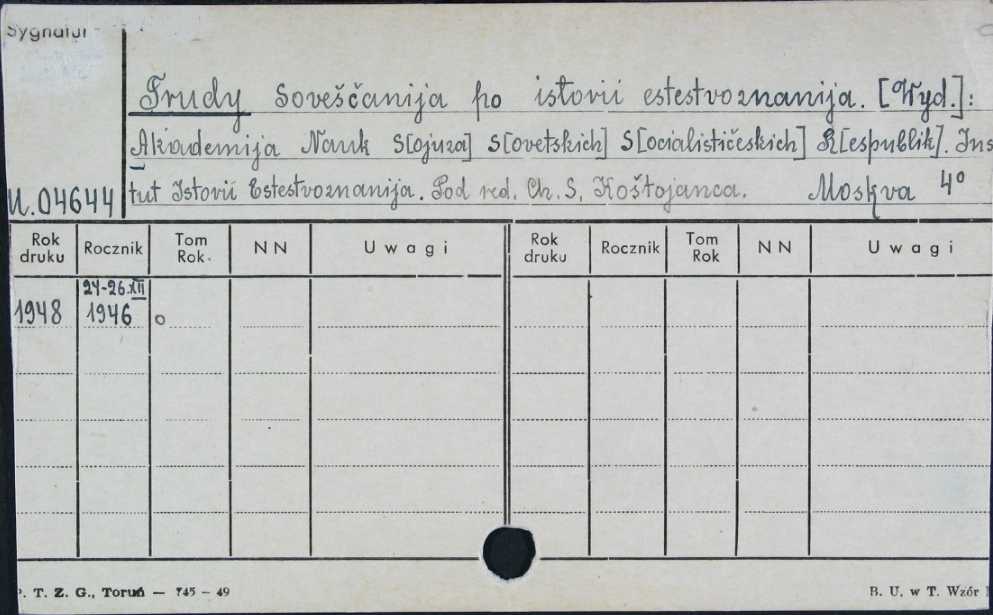 Sygnatur
Trudy soveščanija po istorii estestvoznanija. [Wyd.]:
Akademija Nauk S[ojuza] S[ovetskich] S[ocialističeskich] R[espublik]. Ins
tut Istorii Estestvoznanija. Pod red. Ch. S. Koštojanca. Moskva 4°
U.04644
Rok druku Rocznik Tom Rok. NN Uwagi Rok druku Rocznik Tom Rok NN Uwagi
24-26.XII
1948 1946 o
P. T. Z. G., Toruń — 745 — 49 B. U. w T. Wzór